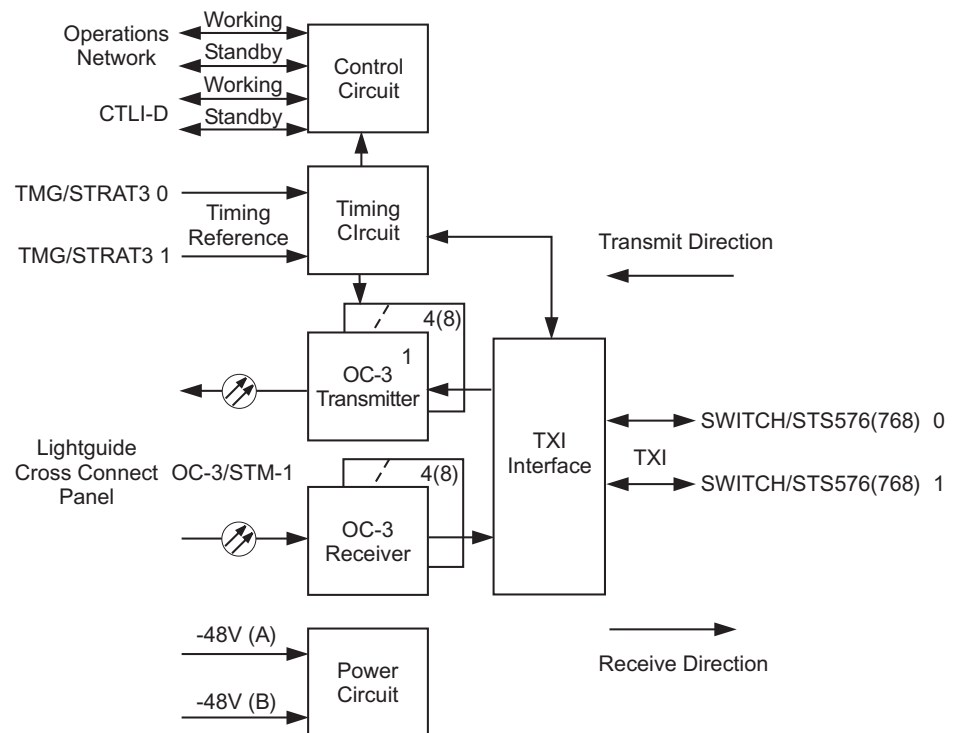 Operations
Network
Working
Standby
Working
CTLI-D
Standby
Control
Circuit
TMG/STRAT3 0
Timing
Reference
TMG/STRAT3 1
Timing
CIrcuit
Transmit Direction
4(8)
1
OC-3
Transmitter
Lightguide
Cross Connect
Panel
OC-3/STM-1
4(8)
OC-3
Receiver
TXI
Interface
SWITCH/STS576(768) 0
TXI
SWITCH/STS576(768) 1
Receive Direction
-48V (A)
-48V (B)
Power
Circuit